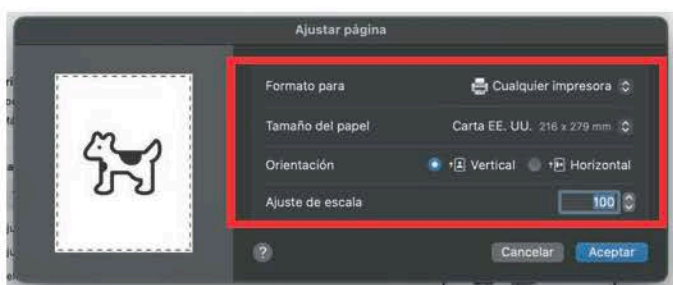 Ajustar página
Formato para Cualquier impresora
Tamaño del papel Carta EE. UU. 216 x 279 mm
Orientación Vertical Horizontal
Ajuste de escala 100
? Cancelar Aceptar